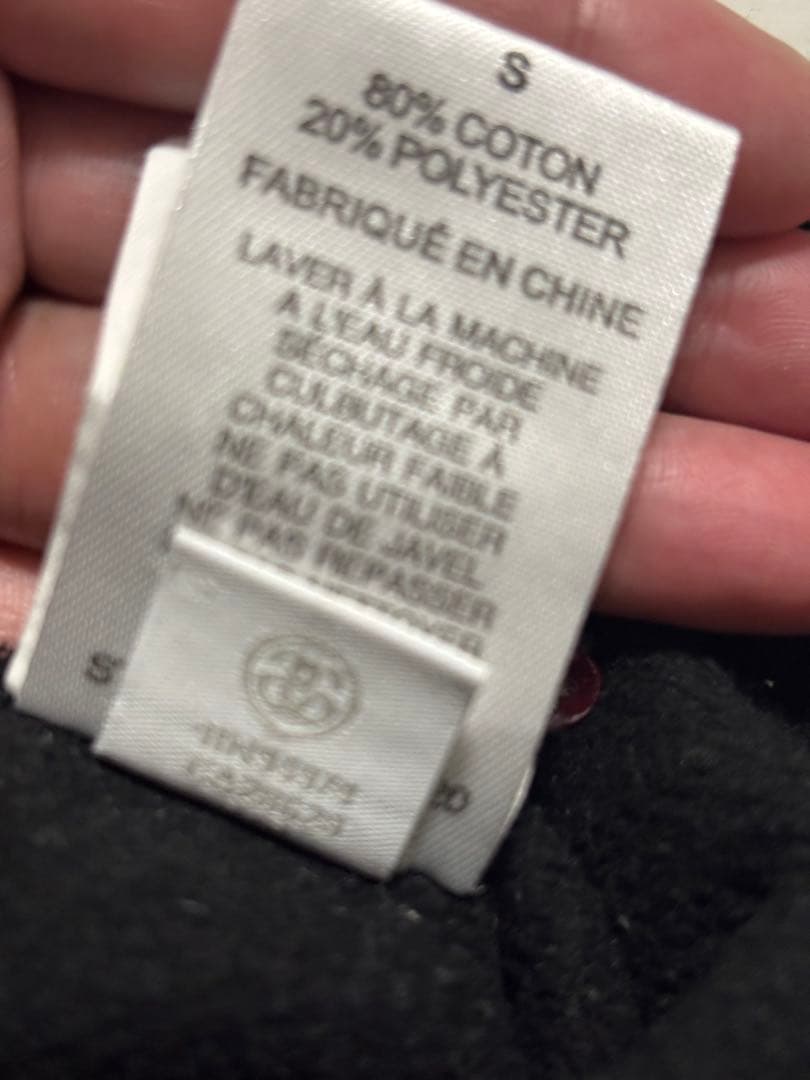 S
80% COTON
20% POLYESTER
FABRIQUÉ EN CHINE
LAVER À LA MACHINE
À L'EAU FROIDE
SÉCHAGE PAR
CULBUTAGE À
CHALEUR FAIBLE
NE PAS UTILISER
D'EAU DE JAVEL
NE PAS REPASSER